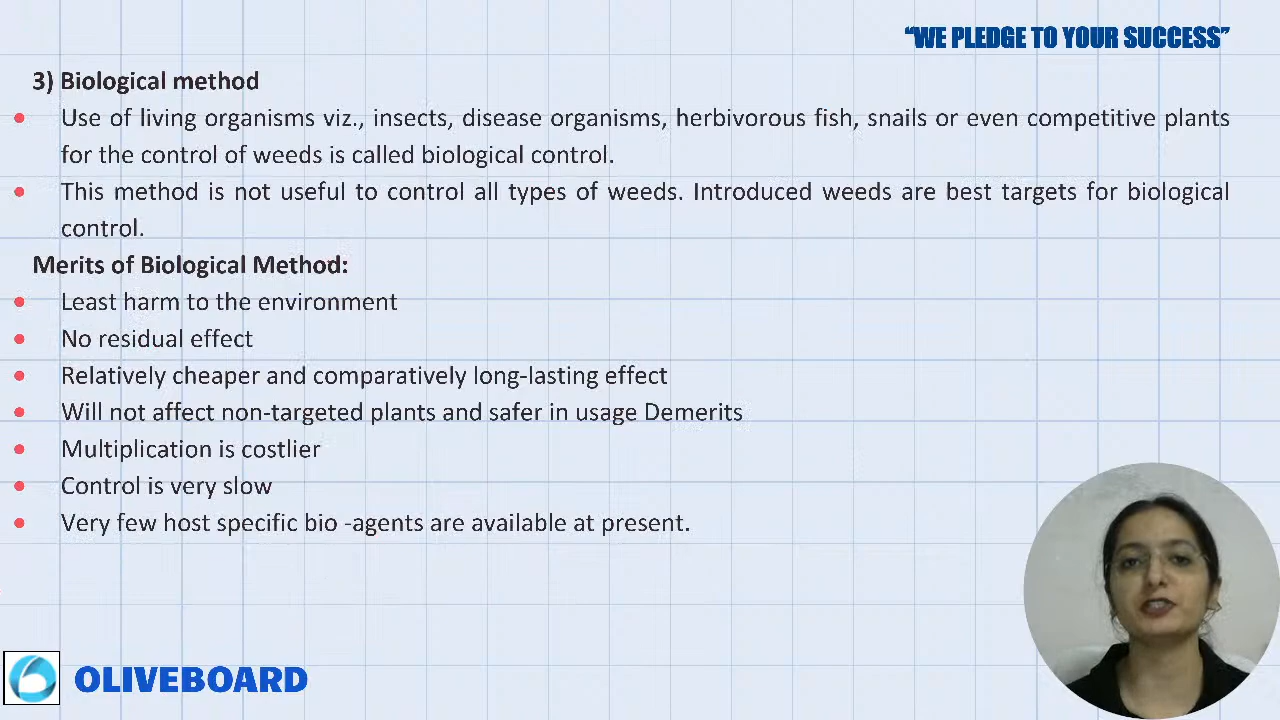 “WE PLEDGE TO YOUR SUCCESS”
3) Biological method
• Use of living organisms viz., insects, disease organisms, herbivorous fish, snails or even competitive plants
for the control of weeds is called biological control.
• This method is not useful to control all types of weeds. Introduced weeds are best targets for biological
control.
Merits of Biological Method:
• Least harm to the environment
• No residual effect
• Relatively cheaper and comparatively long-lasting effect
• Will not affect non-targeted plants and safer in usage Demerits
• Multiplication is costlier
• Control is very slow
• Very few host specific bio -agents are available at present.
OLIVEBOARD